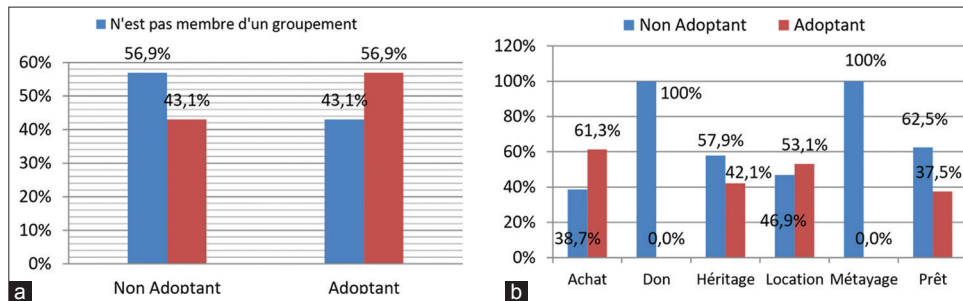 N'est pas membre d'un groupement
56,9% 56,9%
60%
50%
43,1% 43,1%
40%
30%
20%
10%
0%
Non Adoptant Adoptant
a
Non Adoptant Adoptant
120%
100% 100%
100%
80%
61,3% 57,9% 53,1% 62,5%
60%
42,1% 37,5%
40%
46,9%
20%
38,7% 0,0% 0,0%
0%
Achat Don Héritage Location Métayage Prêt
b